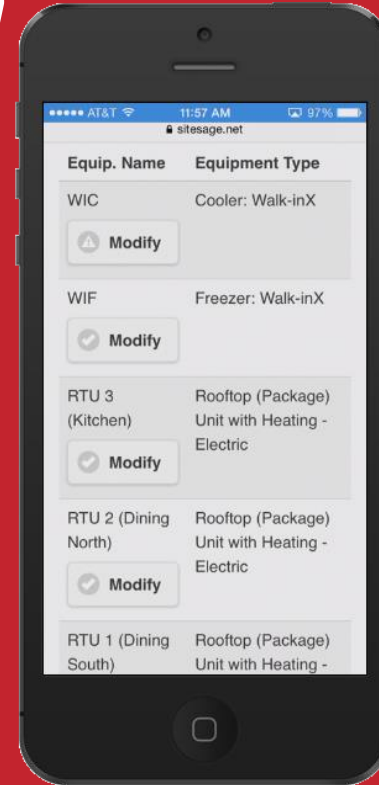 AT&T 11:57 AM 97%
sitesage.net
Equip. Name Equipment Type
WIC Cooler: Walk-inX
Modify
WIF Freezer: Walk-inX
Modify
RTU 3 Rooftop (Package)
(Kitchen) Unit with Heating -
Electric
Modify
RTU 2 (Dining Rooftop (Package)
North) Unit with Heating -
Electric
Modify
RTU 1 (Dining Rooftop (Package)
South) Unit with Heating -